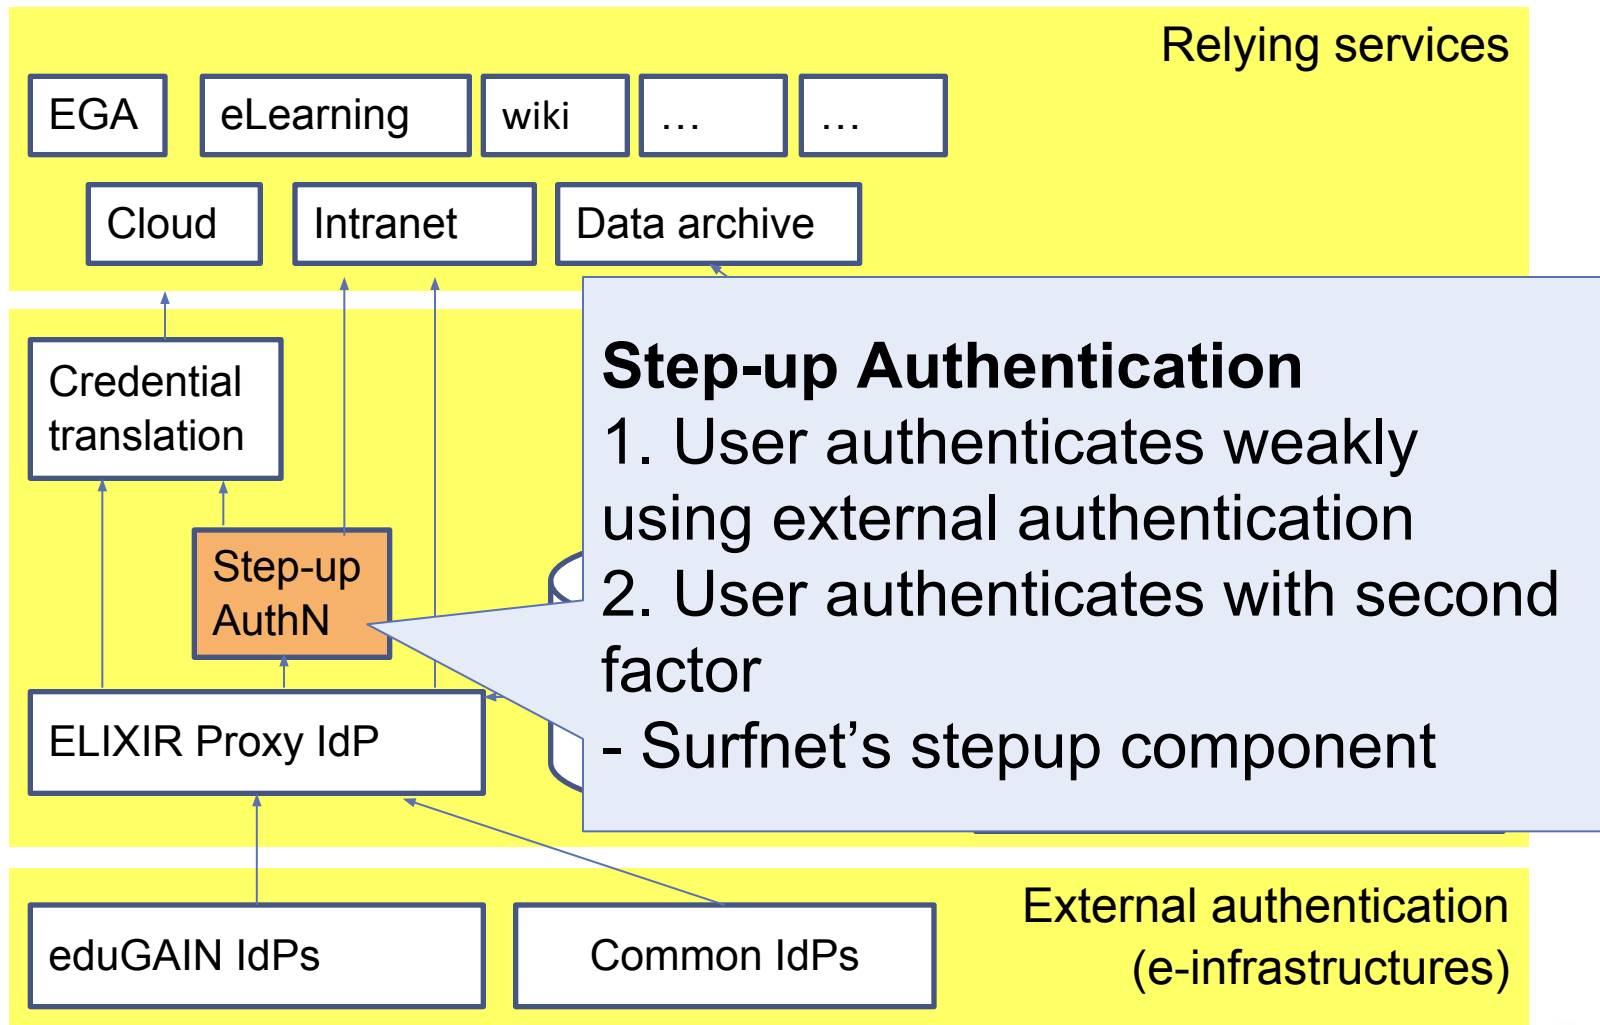 Relying services
EGA
eLearning
wiki
...
...
Cloud
Intranet
Data archive
Credential
translation
Step-up Authentication
1. User authenticates weakly
using external authentication
2. User authenticates with second
factor
- Surfnet’s stepup component
Step-up
AuthN
ELIXIR Proxy IdP
External authentication
(e-infrastructures)
eduGAIN IdPs
Common IdPs